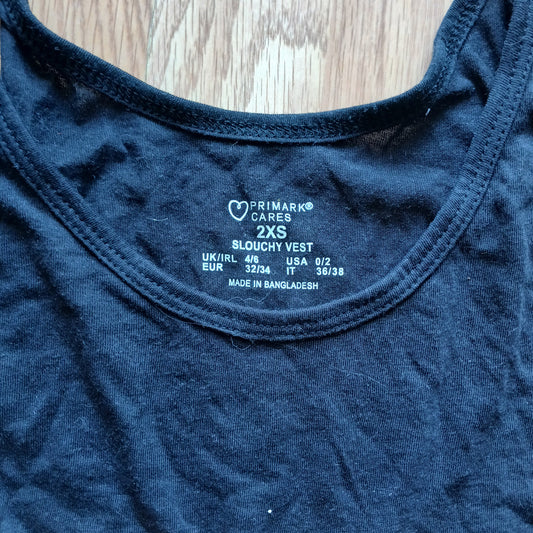 PRIMARK®
CARES
2XS
SLOUCHY VEST
UK/IRL 4/6 USA 0/2
EUR 32/34 IT 36/38
MADE IN BANGLADESH